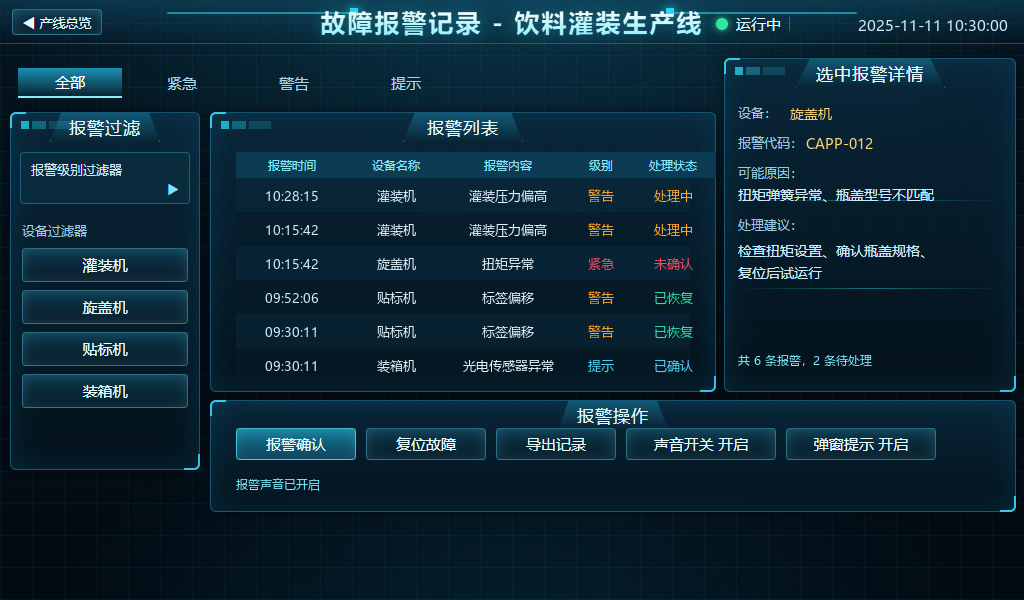 ◀ 产线总览
故障报警记录 - 饮料灌装生产线
运行中
2025-11-11 10:30:00
全部 紧急 警告 提示
报警过滤
报警级别过滤器
▶
设备过滤器
灌装机
旋盖机
贴标机
装箱机
报警列表
报警时间 设备名称 报警内容 级别 处理状态
10:28:15 灌装机 灌装压力偏高 警告 处理中
10:15:42 灌装机 灌装压力偏高 警告 处理中
10:15:42 旋盖机 扭矩异常 紧急 未确认
09:52:06 贴标机 标签偏移 警告 已恢复
09:30:11 贴标机 标签偏移 警告 已恢复
09:30:11 装箱机 光电传感器异常 提示 已确认
选中报警详情
设备: 旋盖机
报警代码: CAPP-012
可能原因:
扭矩弹簧异常、瓶盖型号不匹配
处理建议:
检查扭矩设置、确认瓶盖规格、
复位后试运行
共 6 条报警，2 条待处理
报警操作
报警确认 复位故障 导出记录 声音开关 开启 弹窗提示 开启
报警声音已开启